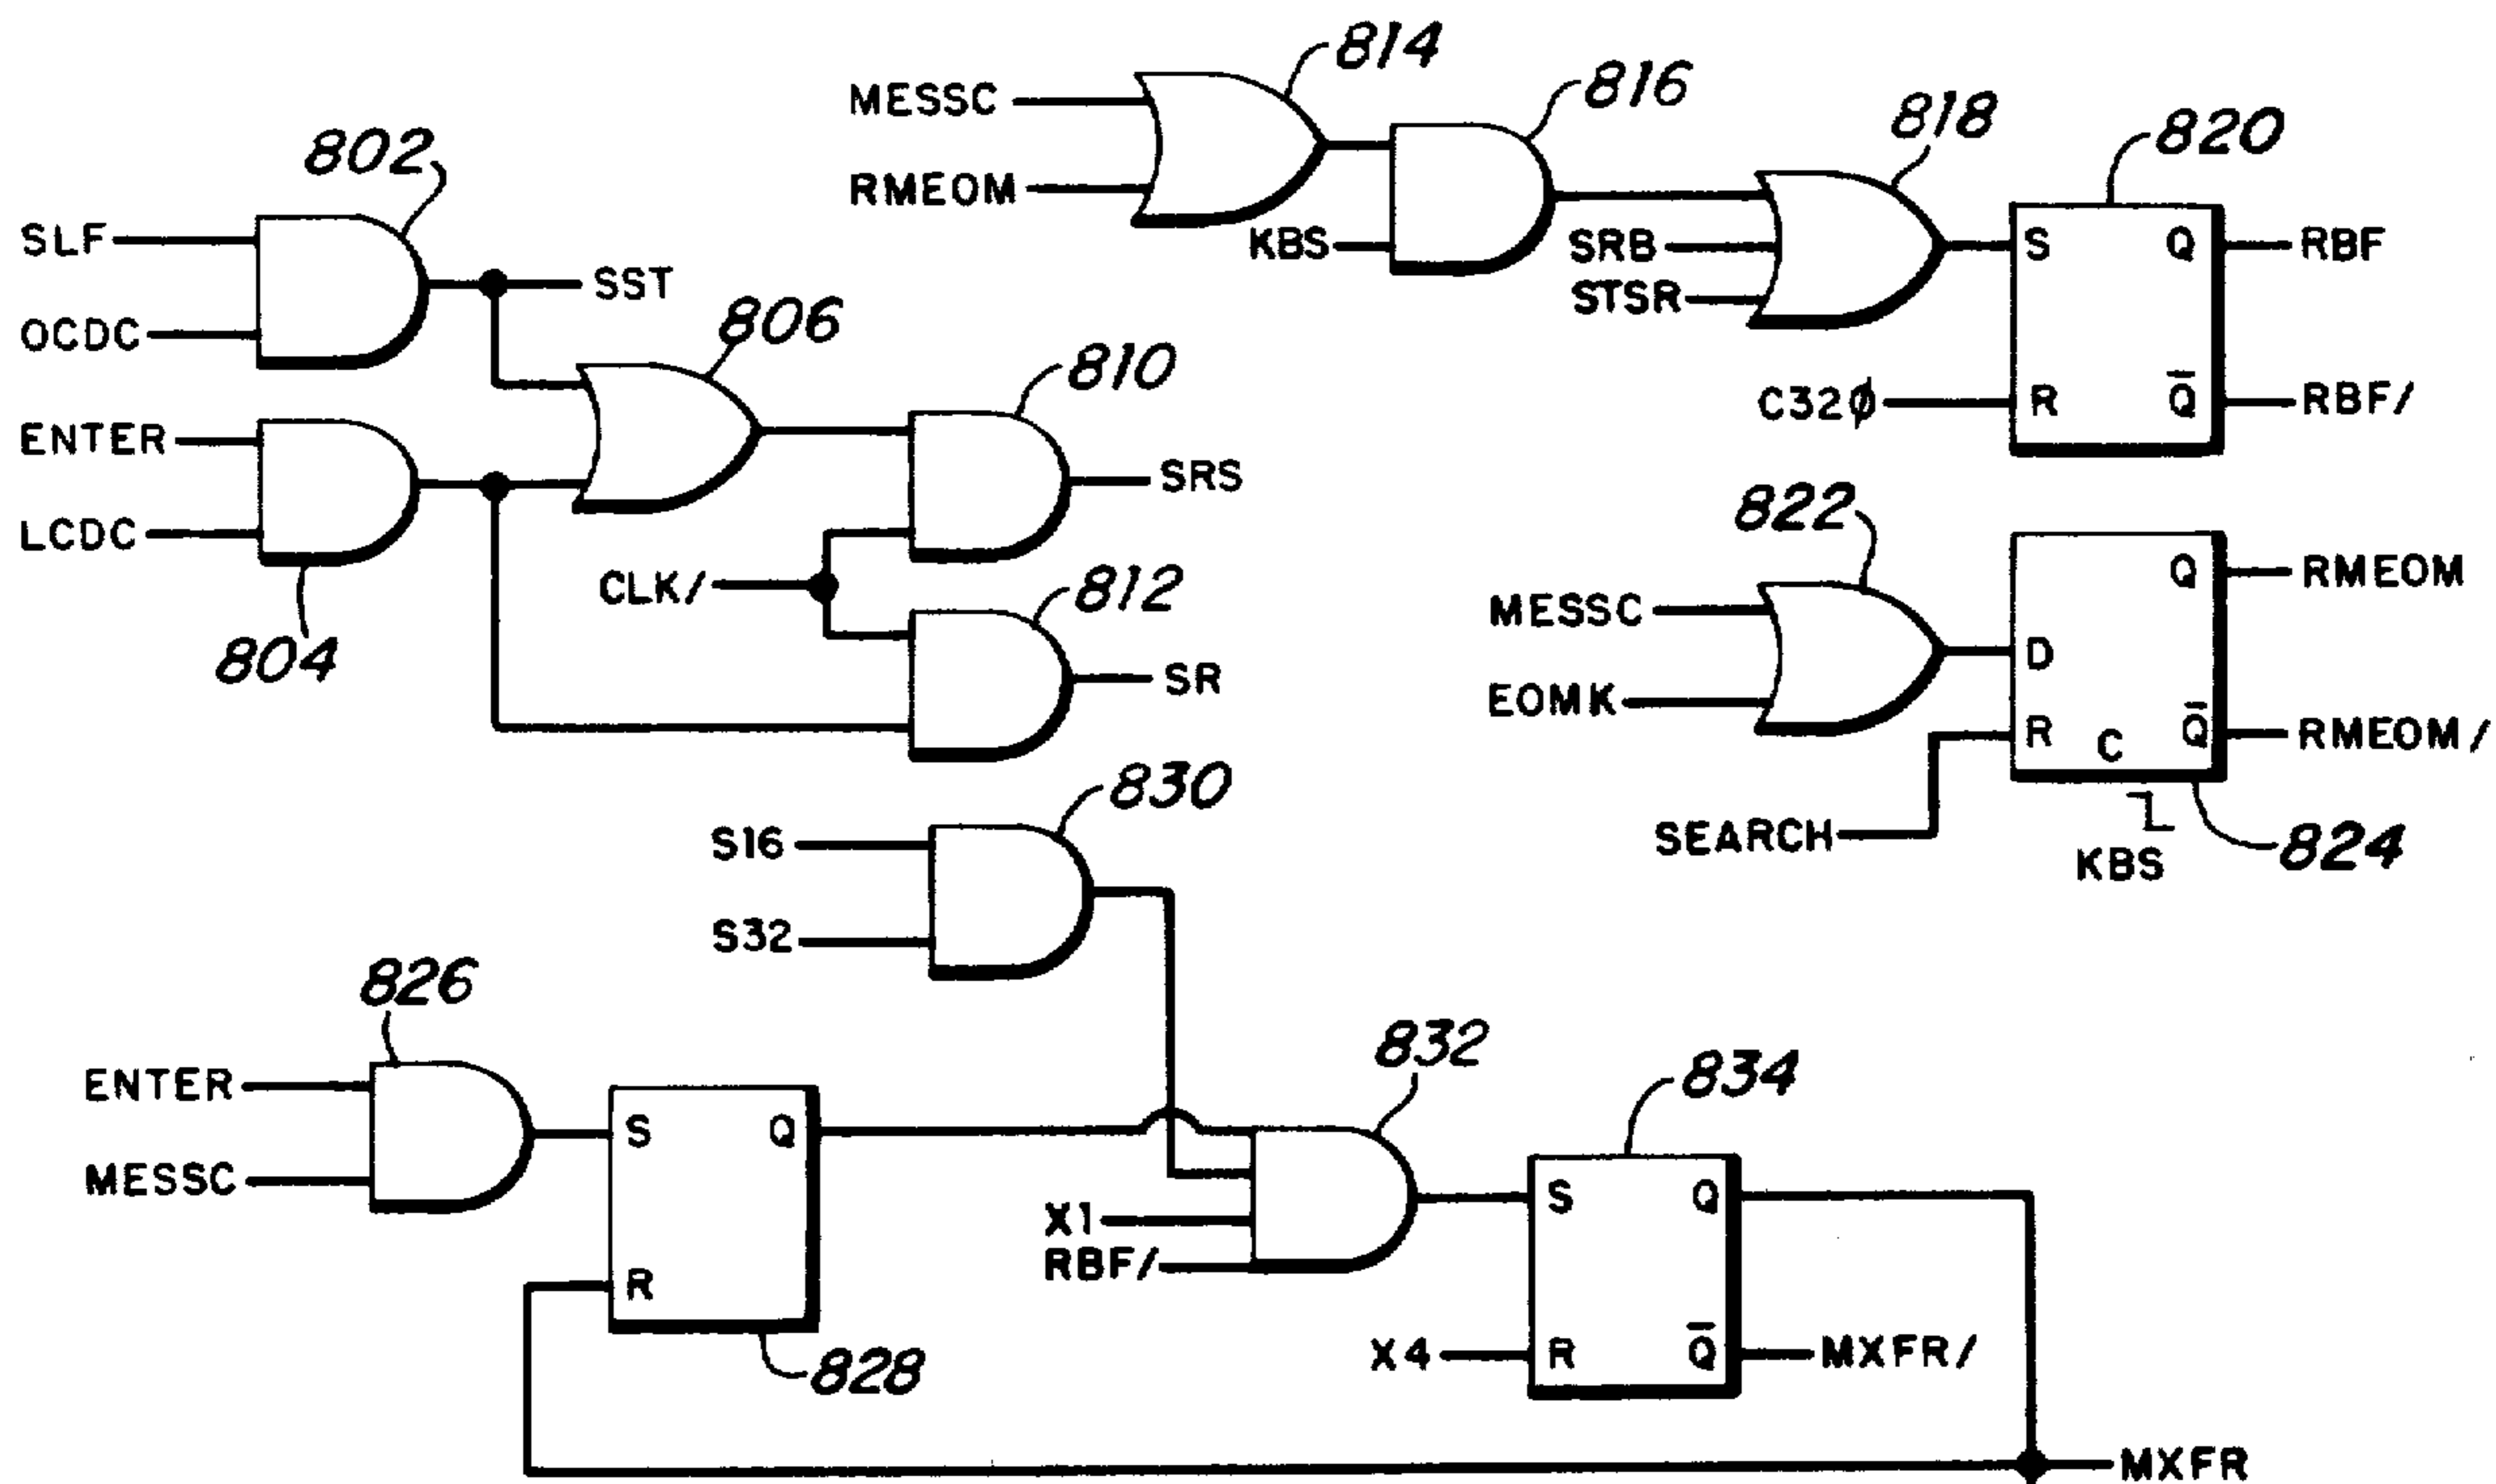 814
MESSC
816
818
820
802
RMEOM
SLF
KBS
SRB
S
Q
RBF
SST
806
STSR
OCDC
810
C32ϕ
R
Q̅
RBF/
ENTER
SRS
822
LCDC
CLK/
812
Q
RMEOM
MESSC
804
D
SR
EOMK
R
C
Q̅
RMEOM/
830
S16
SEARCH
824
KBS
S32
826
832
834
ENTER
S
Q
MESSC
S
Q
X1
RBF/
R
X4
R
Q̅
MXFR/
828
MXFR